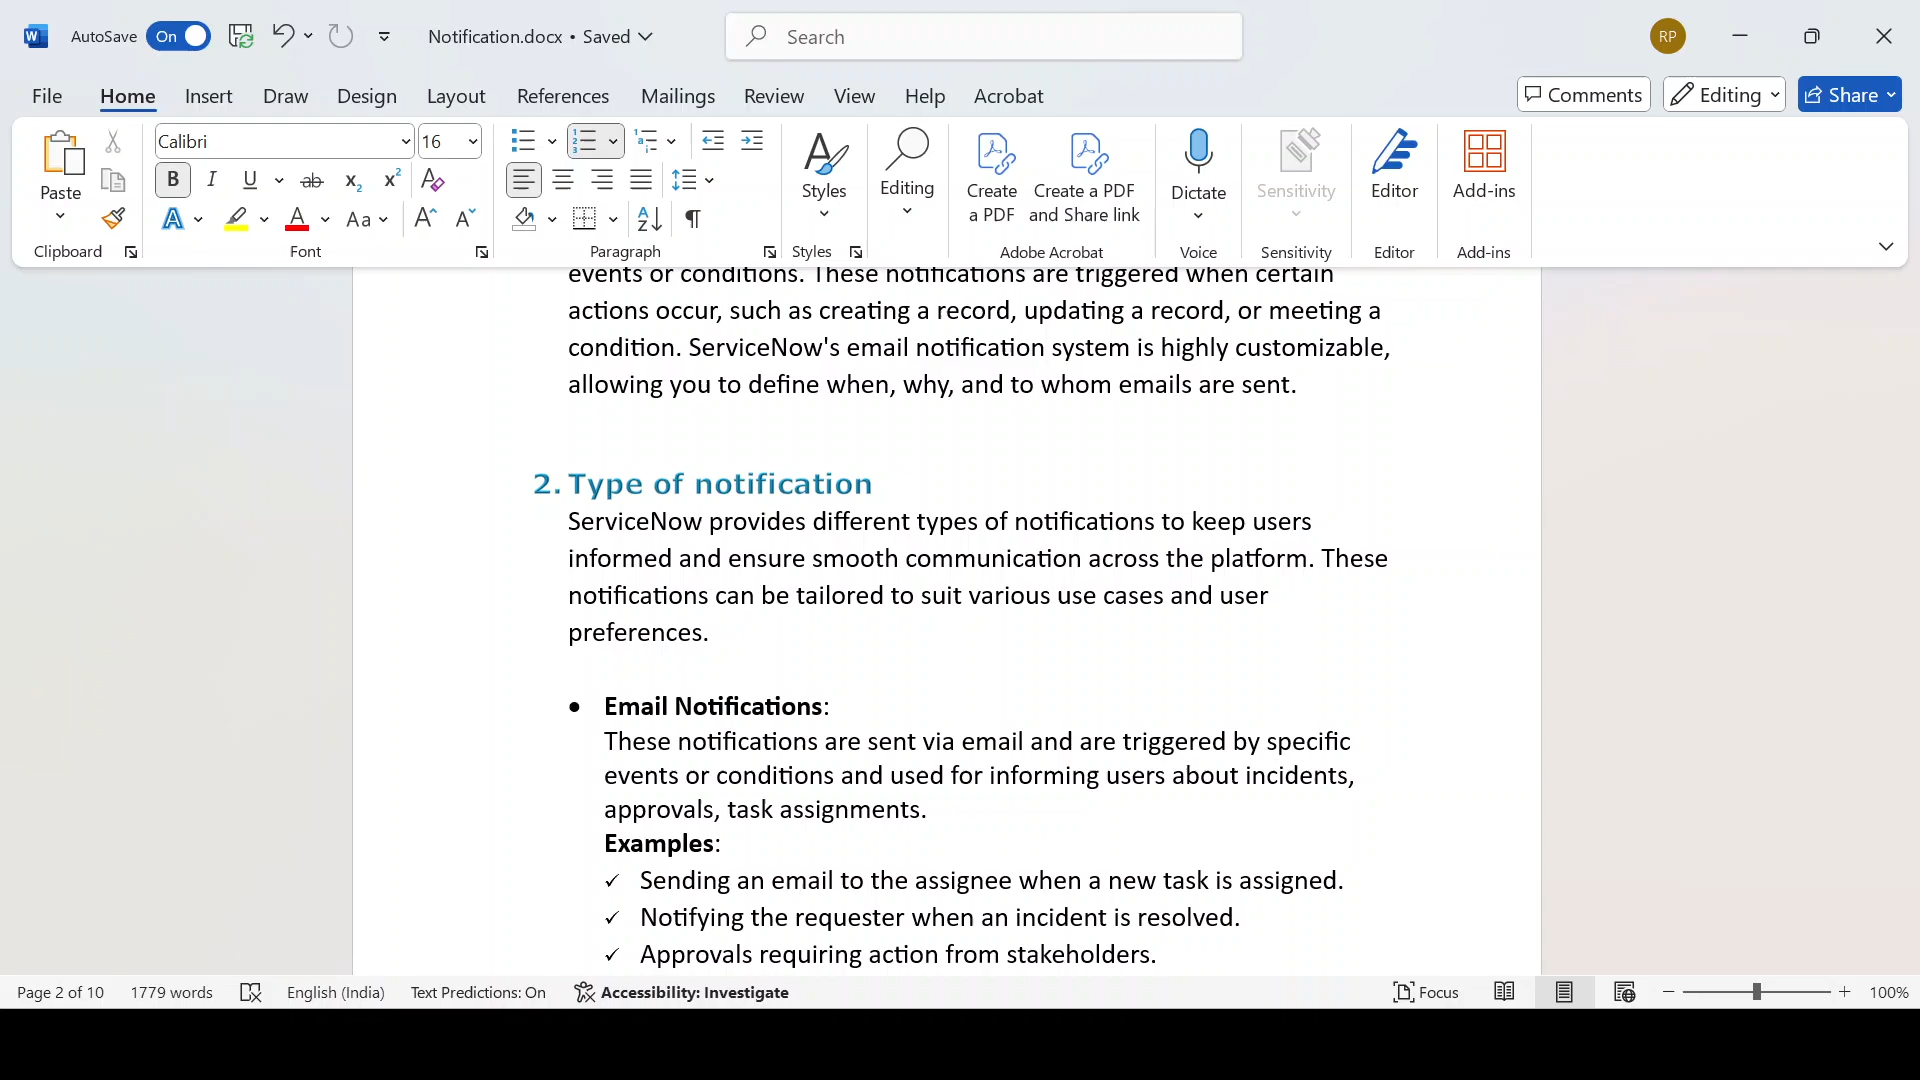 AutoSave On Notification.docx • Saved Search RP
File Home Insert Draw Design Layout References Mailings Review View Help Acrobat Comments Editing Share
Paste
Clipboard
Calibri 16
B I U ab x₂ x² A
A A Aa A^ A˅
Font
Paragraph
Styles
Styles
Editing
Create
a PDF
Create a PDF
and Share link
Adobe Acrobat
Dictate
Voice
Sensitivity
Sensitivity
Editor
Editor
Add-ins
Add-ins
events or conditions. These notifications are triggered when certain
actions occur, such as creating a record, updating a record, or meeting a
condition. ServiceNow's email notification system is highly customizable,
allowing you to define when, why, and to whom emails are sent.
2. Type of notification
ServiceNow provides different types of notifications to keep users
informed and ensure smooth communication across the platform. These
notifications can be tailored to suit various use cases and user
preferences.
• Email Notifications:
These notifications are sent via email and are triggered by specific
events or conditions and used for informing users about incidents,
approvals, task assignments.
Examples:
✓ Sending an email to the assignee when a new task is assigned.
✓ Notifying the requester when an incident is resolved.
✓ Approvals requiring action from stakeholders.
Page 2 of 10 1779 words English (India) Text Predictions: On Accessibility: Investigate Focus 100%